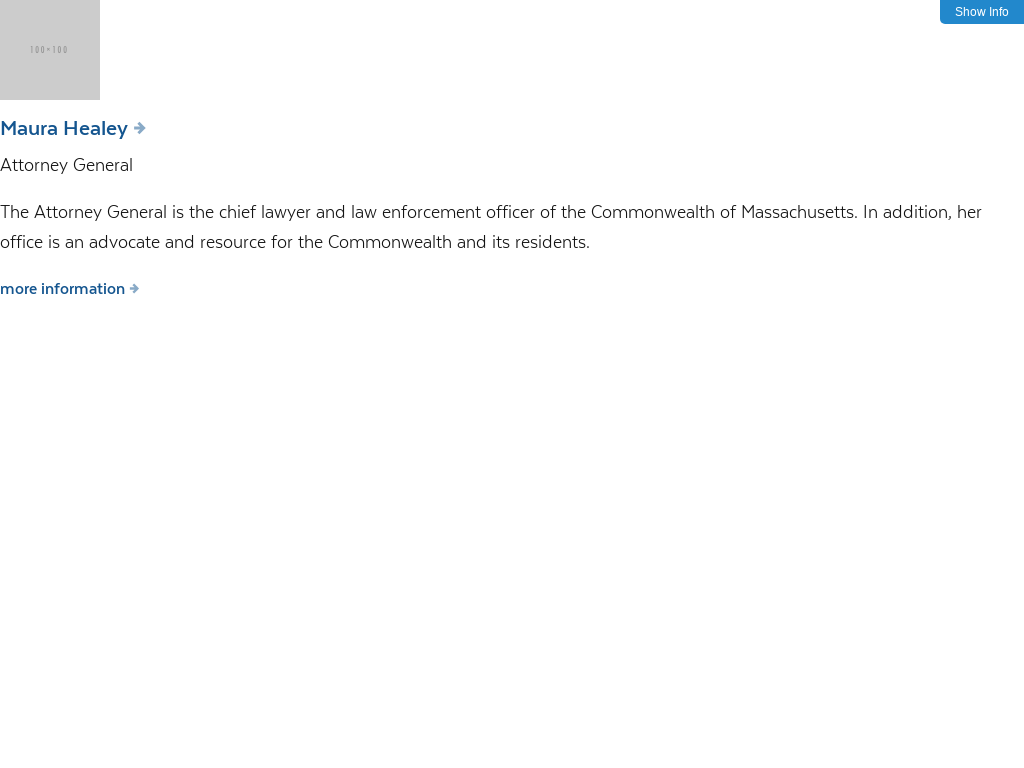 Show Info
100×100
Maura Healey
Attorney General
The Attorney General is the chief lawyer and law enforcement officer of the Commonwealth of Massachusetts. In addition, her
office is an advocate and resource for the Commonwealth and its residents.
more information